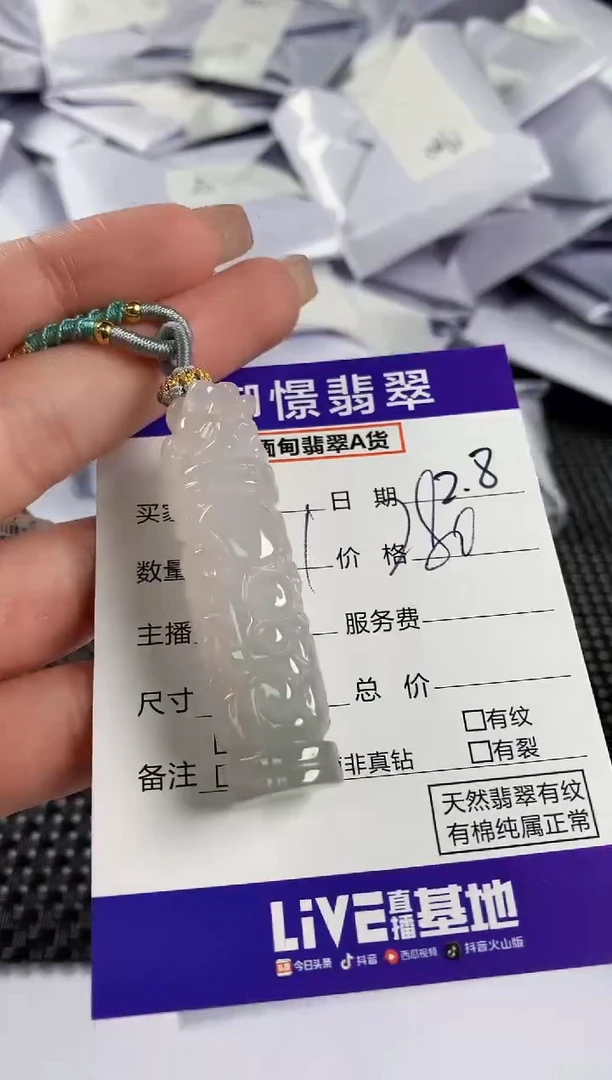 憬翡翠
缅甸翡翠A货
买家 日期 2.8
数量 价格 80
主播 服务费
尺寸 总价
□有纹
备注 非真钻 □有裂
天然翡翠有纹
有棉纯属正常
LiVE直播基地
今日头条 抖音 西瓜视频 抖音火山版